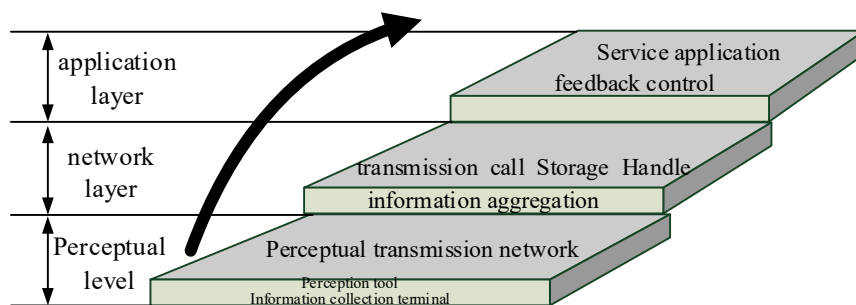 application
layer
Service application
feedback control
network
layer
transmission call Storage Handle
information aggregation
Perceptual
level
Perceptual transmission network
Perception tool
Information collection terminal